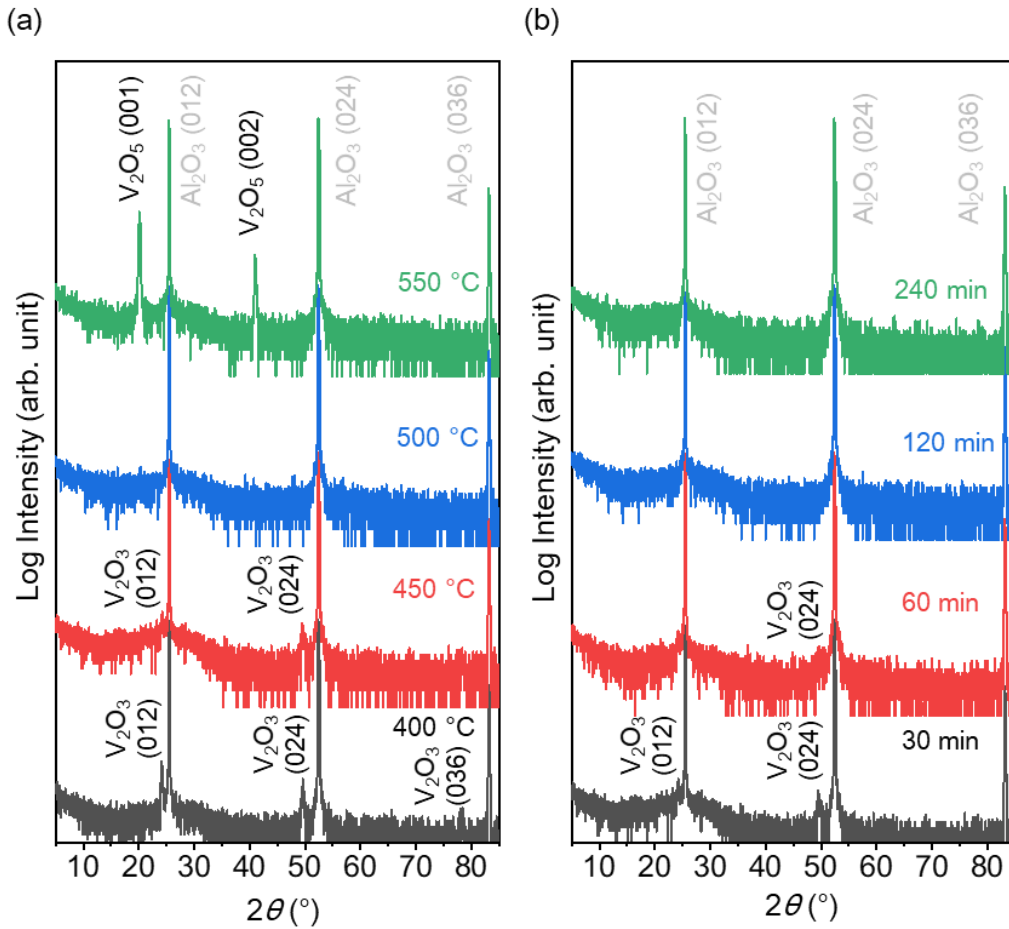 (a)
V₂O₅ (001)
Al₂O₃ (012)
V₂O₅ (002)
Al₂O₃ (024)
Al₂O₃ (036)
550 °C
500 °C
V₂O₃
(012)
V₂O₃
(024)
450 °C
V₂O₃
(012)
V₂O₃
(024)
400 °C
V₂O₃
(036)
Log Intensity (arb. unit)
10 20 30 40 50 60 70 80
2θ (°)
(b)
Al₂O₃ (012)
Al₂O₃ (024)
Al₂O₃ (036)
240 min
120 min
V₂O₃
(024)
60 min
V₂O₃
(012)
V₂O₃
(024)
30 min
Log Intensity (arb. unit)
10 20 30 40 50 60 70 80
2θ (°)